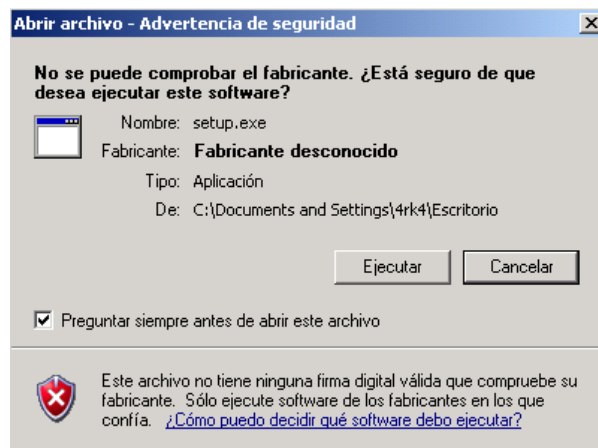 Abrir archivo - Advertencia de seguridad
No se puede comprobar el fabricante. ¿Está seguro de que
desea ejecutar este software?
Nombre: setup.exe
Fabricante: Fabricante desconocido
Tipo: Aplicación
De: C:\Documents and Settings\4rk4\Escritorio
Ejecutar Cancelar
Preguntar siempre antes de abrir este archivo
Este archivo no tiene ninguna firma digital válida que compruebe su
fabricante. Sólo ejecute software de los fabricantes en los que
confía. ¿Cómo puedo decidir qué software debo ejecutar?